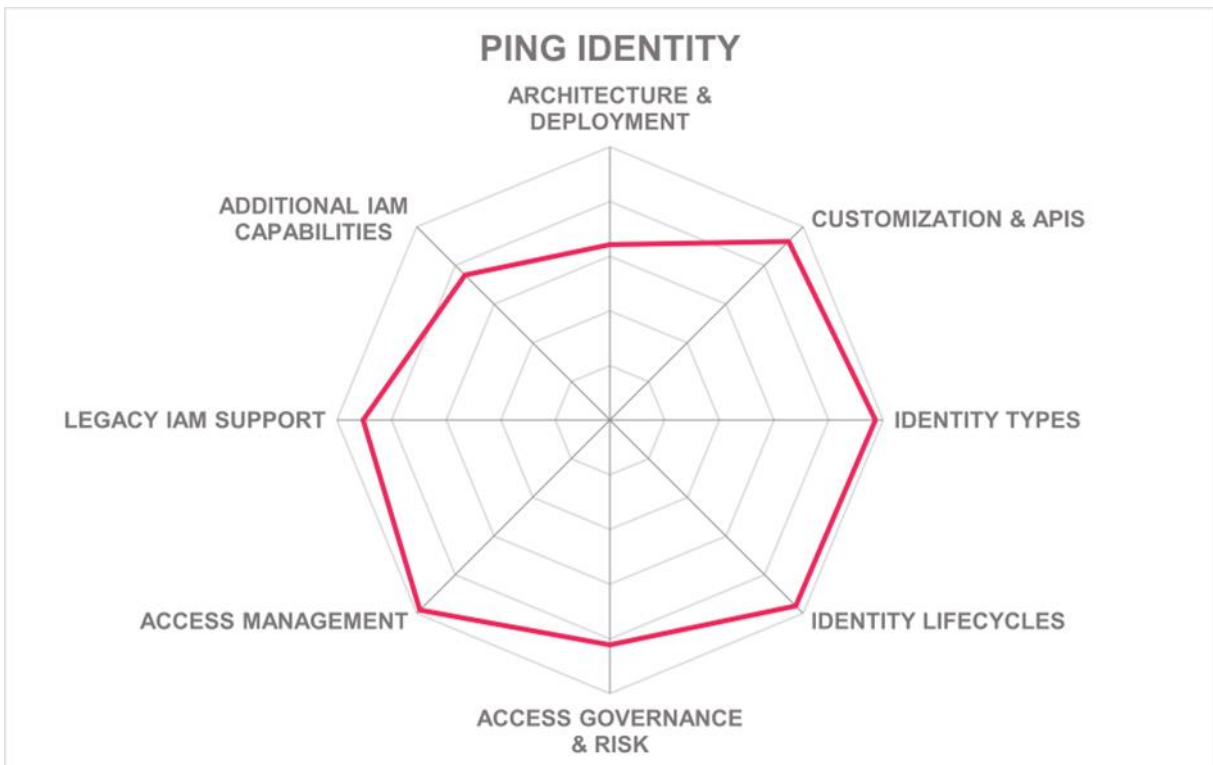 PING IDENTITY
ARCHITECTURE &
DEPLOYMENT
ADDITIONAL IAM
CAPABILITIES
CUSTOMIZATION & APIS
LEGACY IAM SUPPORT
IDENTITY TYPES
ACCESS MANAGEMENT
IDENTITY LIFECYCLES
ACCESS GOVERNANCE
& RISK